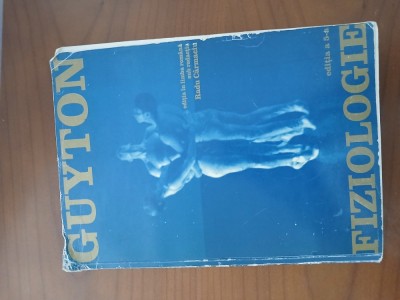 GUYTON
ediția în limba română
sub redacția
Radu Cârmaciu
ediția a 5-a
FIZIOLOGIE